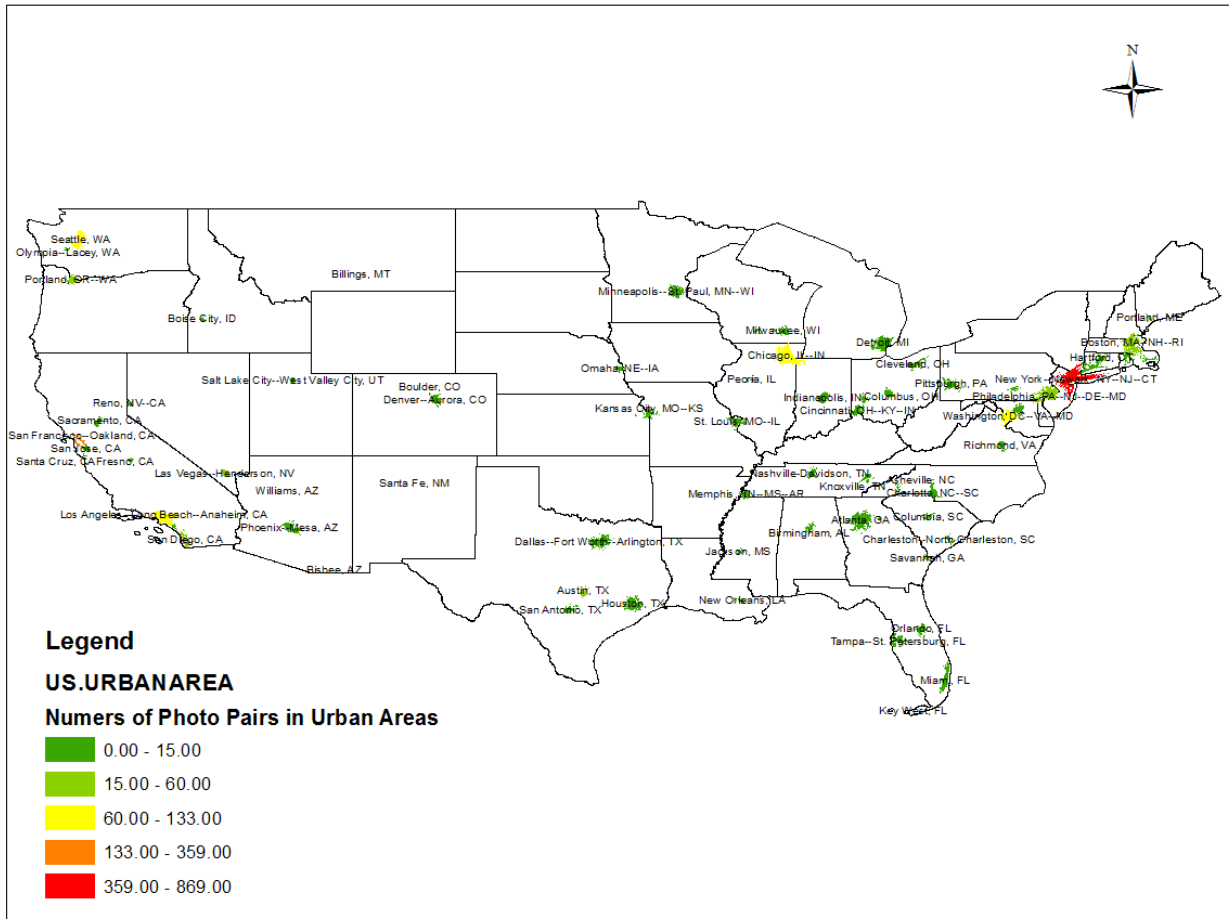 N
Seattle, WA
Olympia--Lacey, WA
Portland, OR--WA
Billings, MT
Boise City, ID
Minneapolis--St. Paul, MN--WI
Milwaukee, WI
Detroit, MI
Portland, ME
Boston, MA--NH--RI
Hartford, CT
Chicago, IL--IN
Cleveland, OH
Omaha, NE--IA
Peoria, IL
Pittsburgh, PA
New York--Newark, NY--NJ--CT
Salt Lake City--West Valley City, UT
Boulder, CO
Denver--Aurora, CO
Indianapolis, IN
Columbus, OH
Philadelphia, PA--NJ--DE--MD
Reno, NV--CA
Kansas City, MO--KS
Cincinnati, OH--KY--IN
Washington, DC--VA--MD
Sacramento, CA
St. Louis, MO--IL
San Francisco--Oakland, CA
San Jose, CA
Richmond, VA
Santa Cruz, CA
Fresno, CA
Las Vegas--Henderson, NV
Santa Fe, NM
Nashville-Davidson, TN
Knoxville, TN
Asheville, NC
Williams, AZ
Memphis, TN--MS--AR
Charlotte, NC--SC
Los Angeles--Long Beach--Anaheim, CA
Phoenix--Mesa, AZ
Birmingham, AL
Atlanta, GA
Columbia, SC
San Diego, CA
Dallas--Fort Worth--Arlington, TX
Jackson, MS
Charleston--North Charleston, SC
Savannah, GA
Bisbee, AZ
Austin, TX
San Antonio, TX
Houston, TX
New Orleans, LA
Orlando, FL
Tampa--St. Petersburg, FL
Miami, FL
Key West, FL
Legend
US.URBANAREA
Numers of Photo Pairs in Urban Areas
0.00 - 15.00
15.00 - 60.00
60.00 - 133.00
133.00 - 359.00
359.00 - 869.00